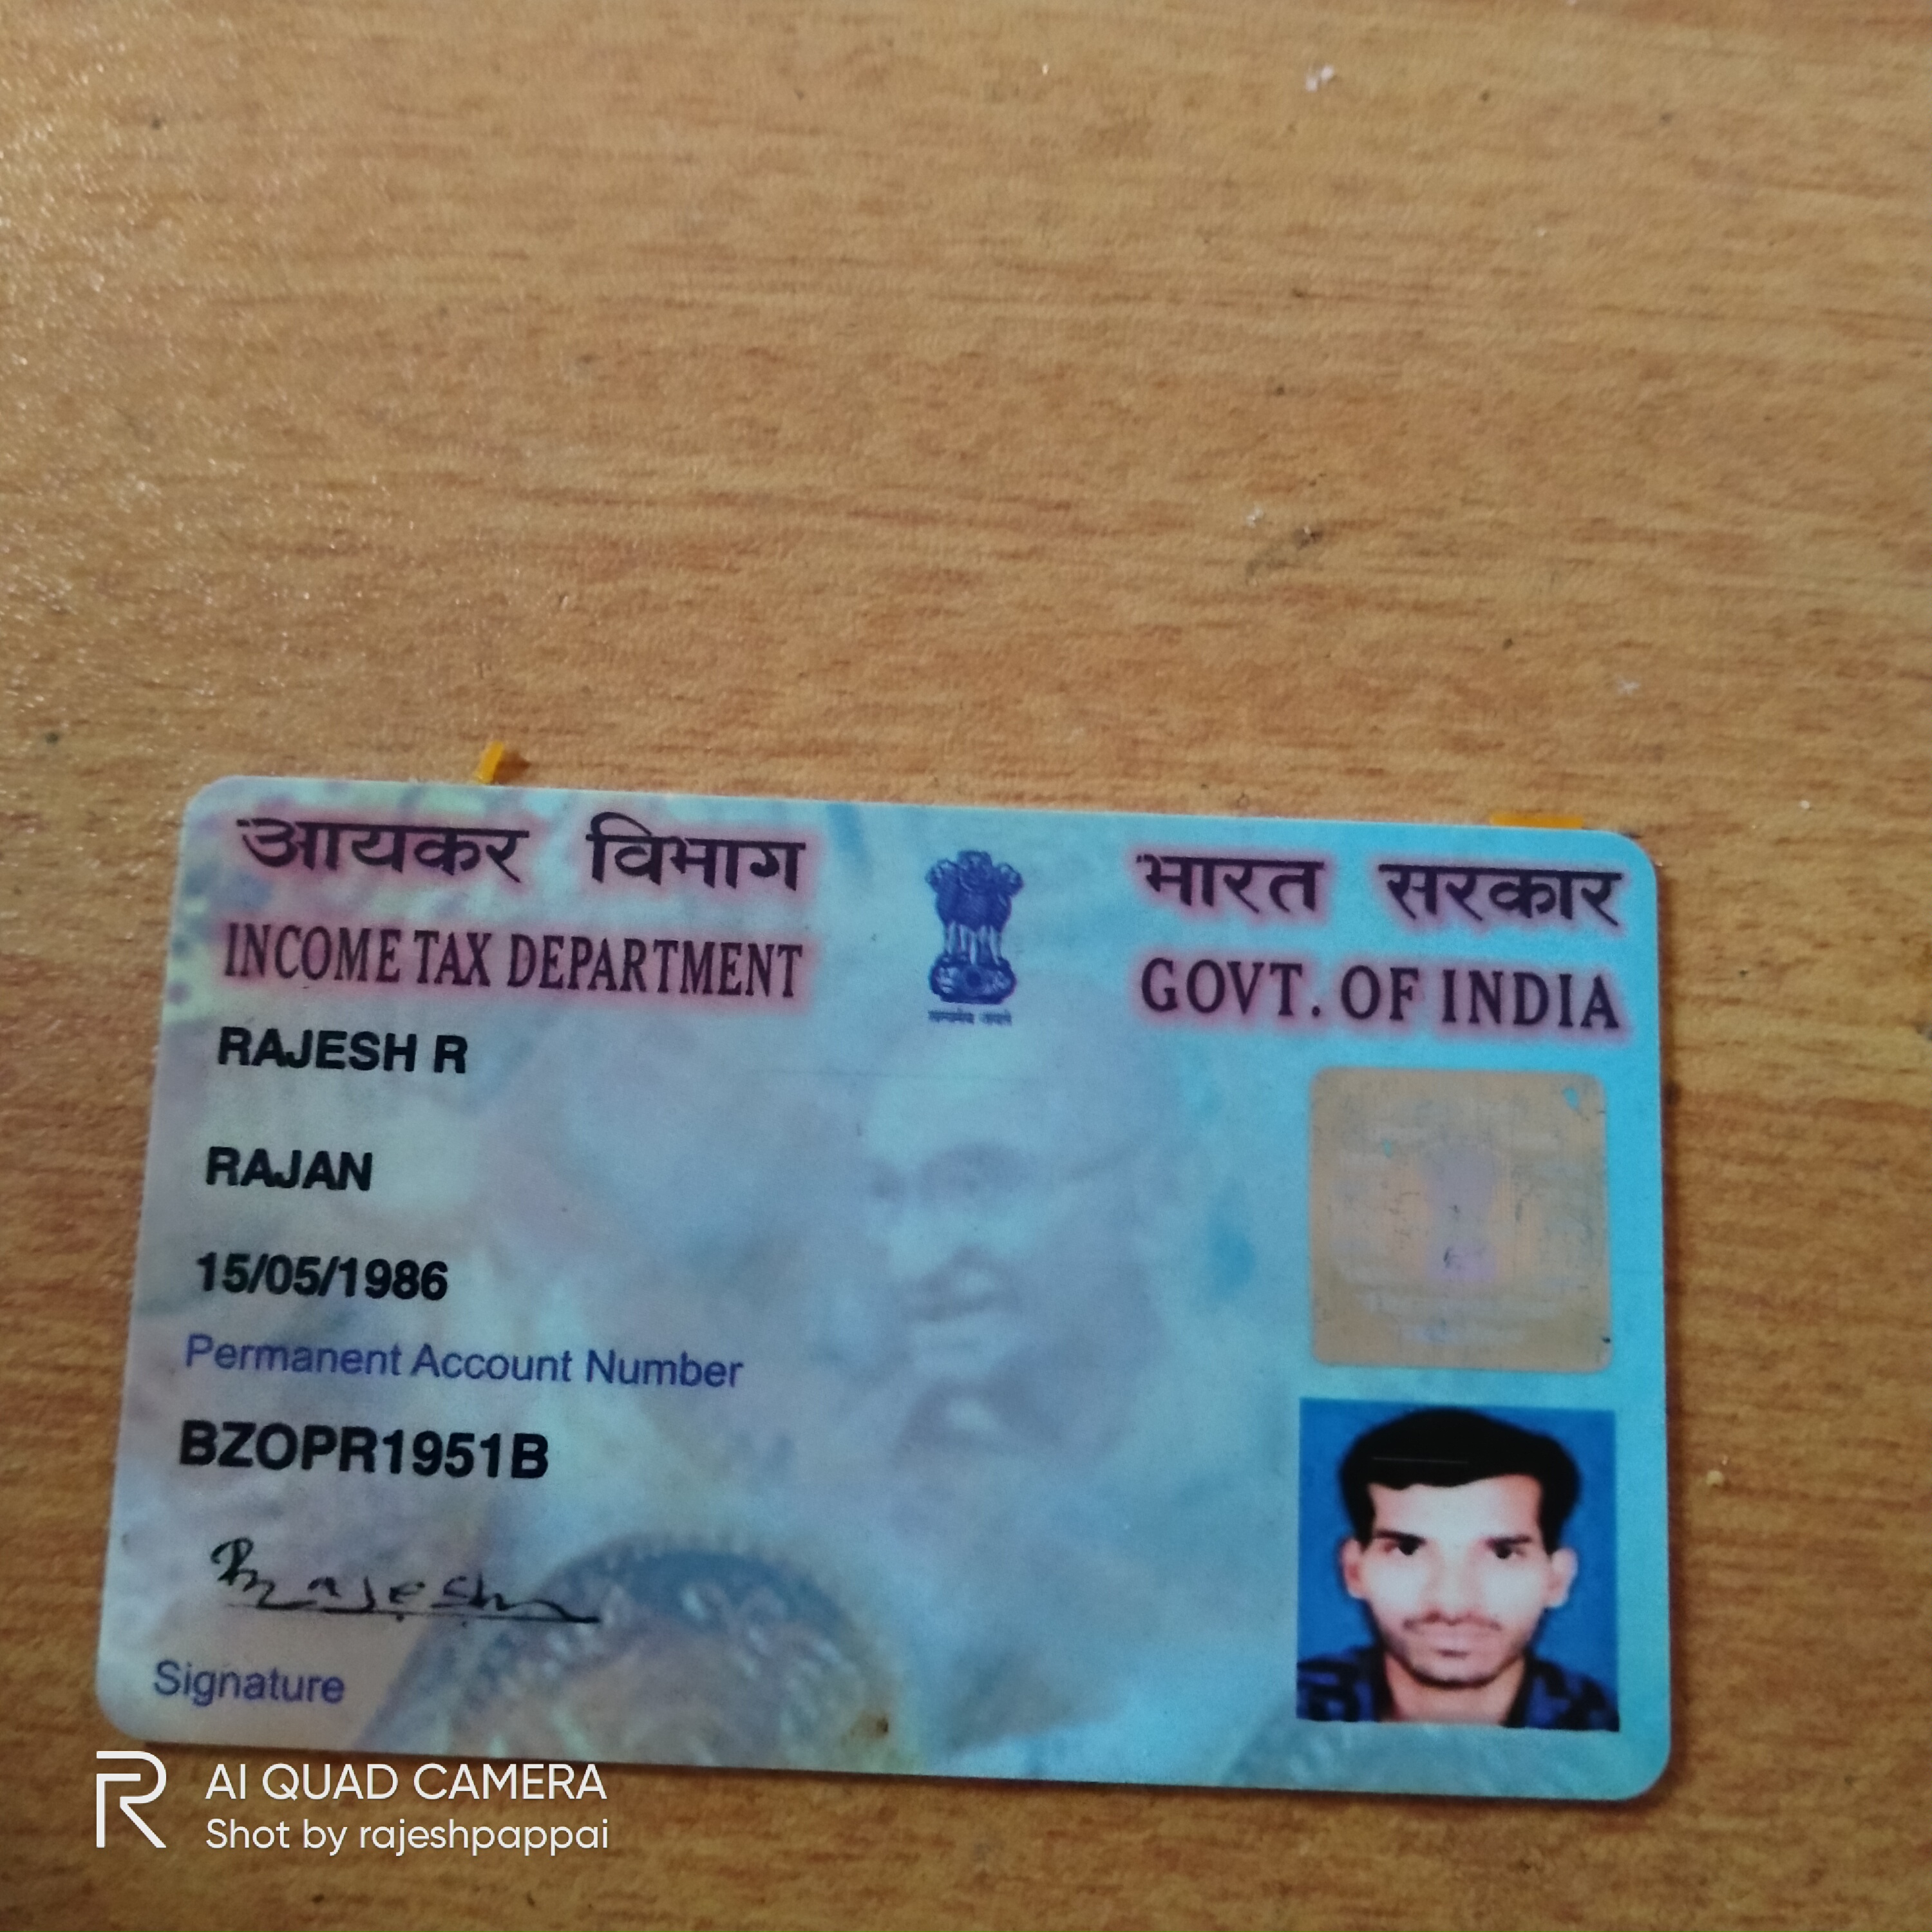 आयकर विभाग
INCOME TAX DEPARTMENT
भारत सरकार
GOVT. OF INDIA
सत्यमेव जयते
RAJESH R
RAJAN
15/05/1986
Permanent Account Number
BZOPR1951B
Rajesh
Signature
AI QUAD CAMERA
Shot by rajeshpappai